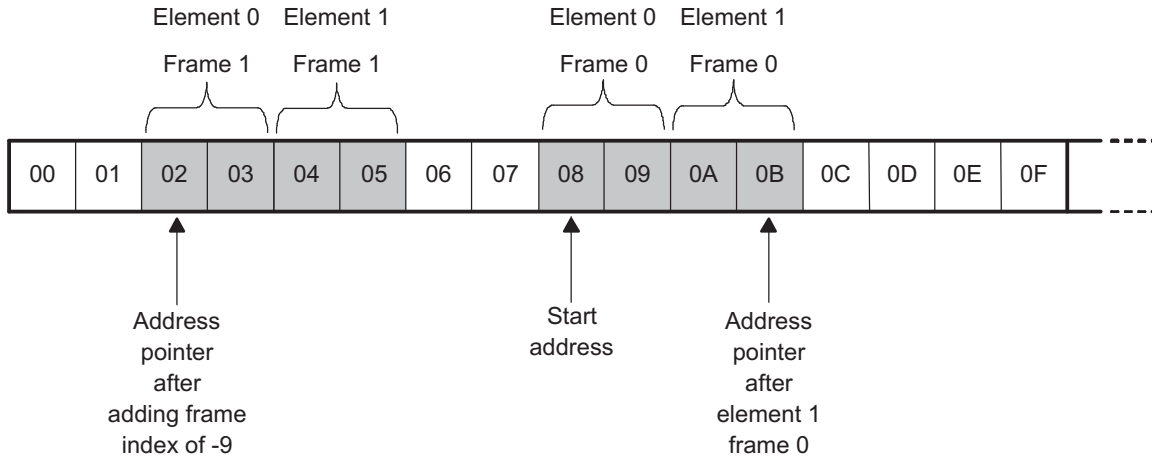 Element 0 Element 1 Element 0 Element 1
Frame 1 Frame 1 Frame 0 Frame 0
00 01 02 03 04 05 06 07 08 09 0A 0B 0C 0D 0E 0F
Address
pointer
after
adding frame
index of -9
Start
address
Address
pointer
after
element 1
frame 0